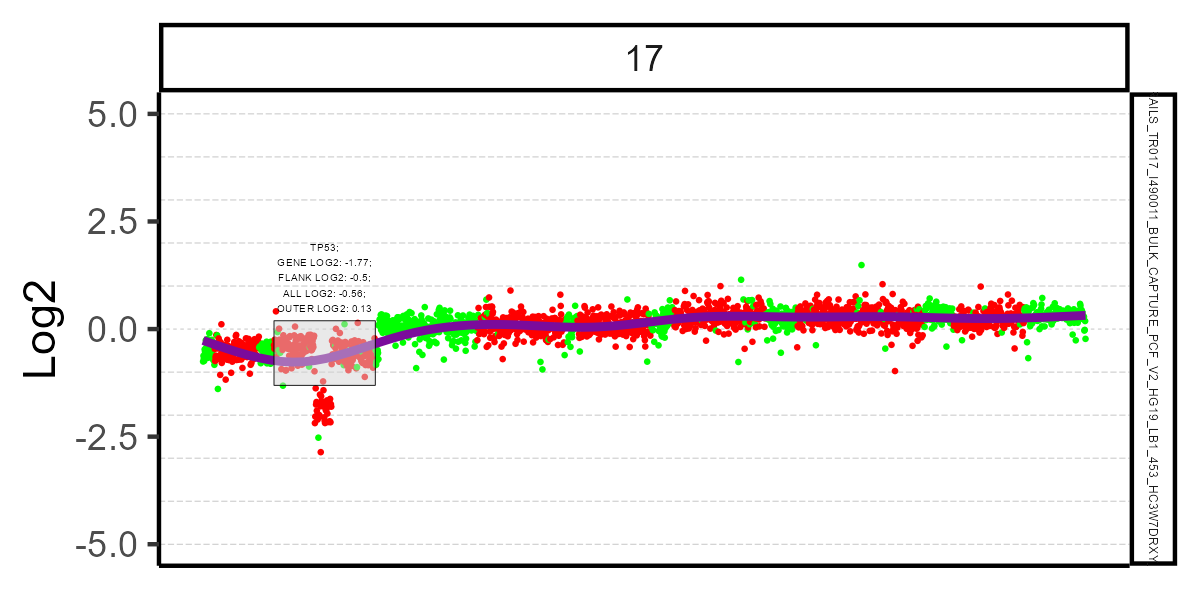 17
5.0
2.5
0.0
-2.5
-5.0
Log2
TP53;
GENE LOG2: -1.77;
FLANK LOG2: -0.5;
ALL LOG2: -0.56;
OUTER LOG2: 0.13
AILS_TR017_I490011_BULK_CAPTURE_PCF_V2_HG19_LB1_453_HC3W7DRXY